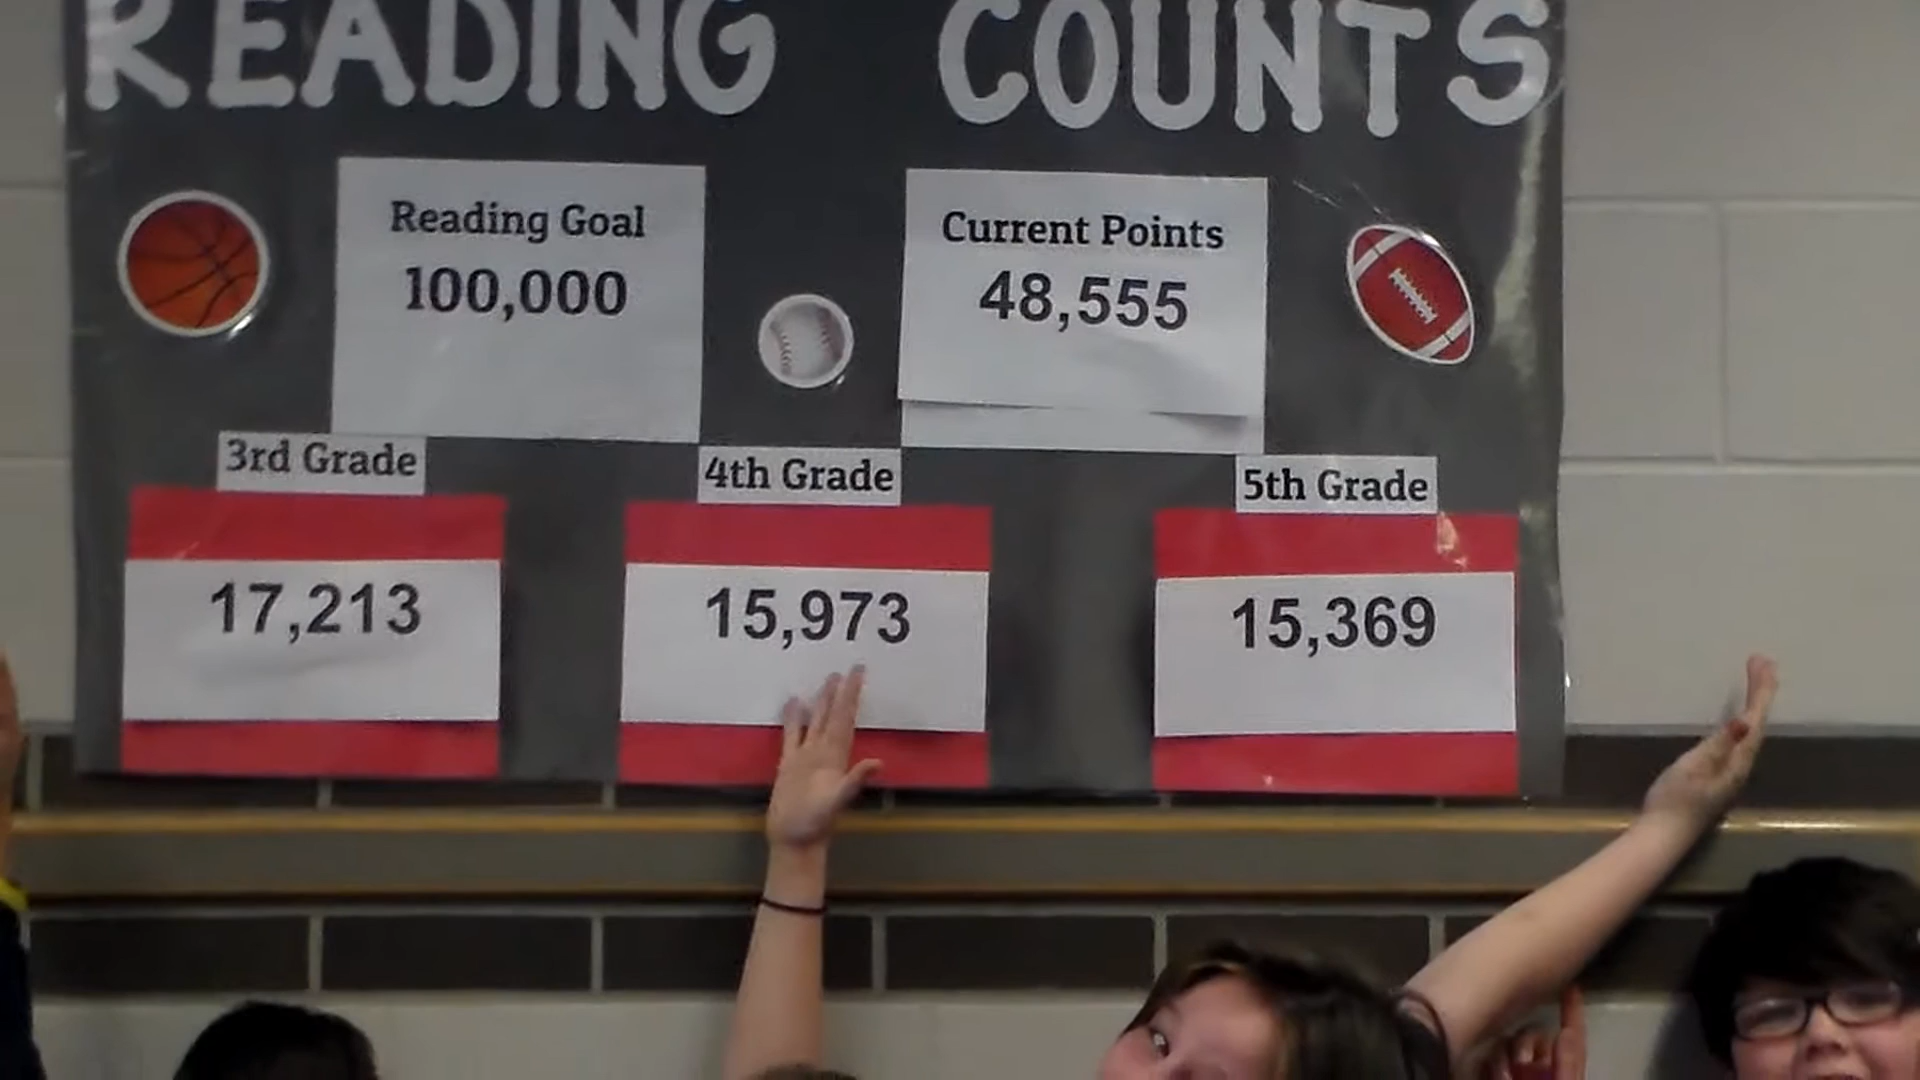 READING COUNTS
Reading Goal
100,000
Current Points
48,555
3rd Grade
17,213
4th Grade
15,973
5th Grade
15,369